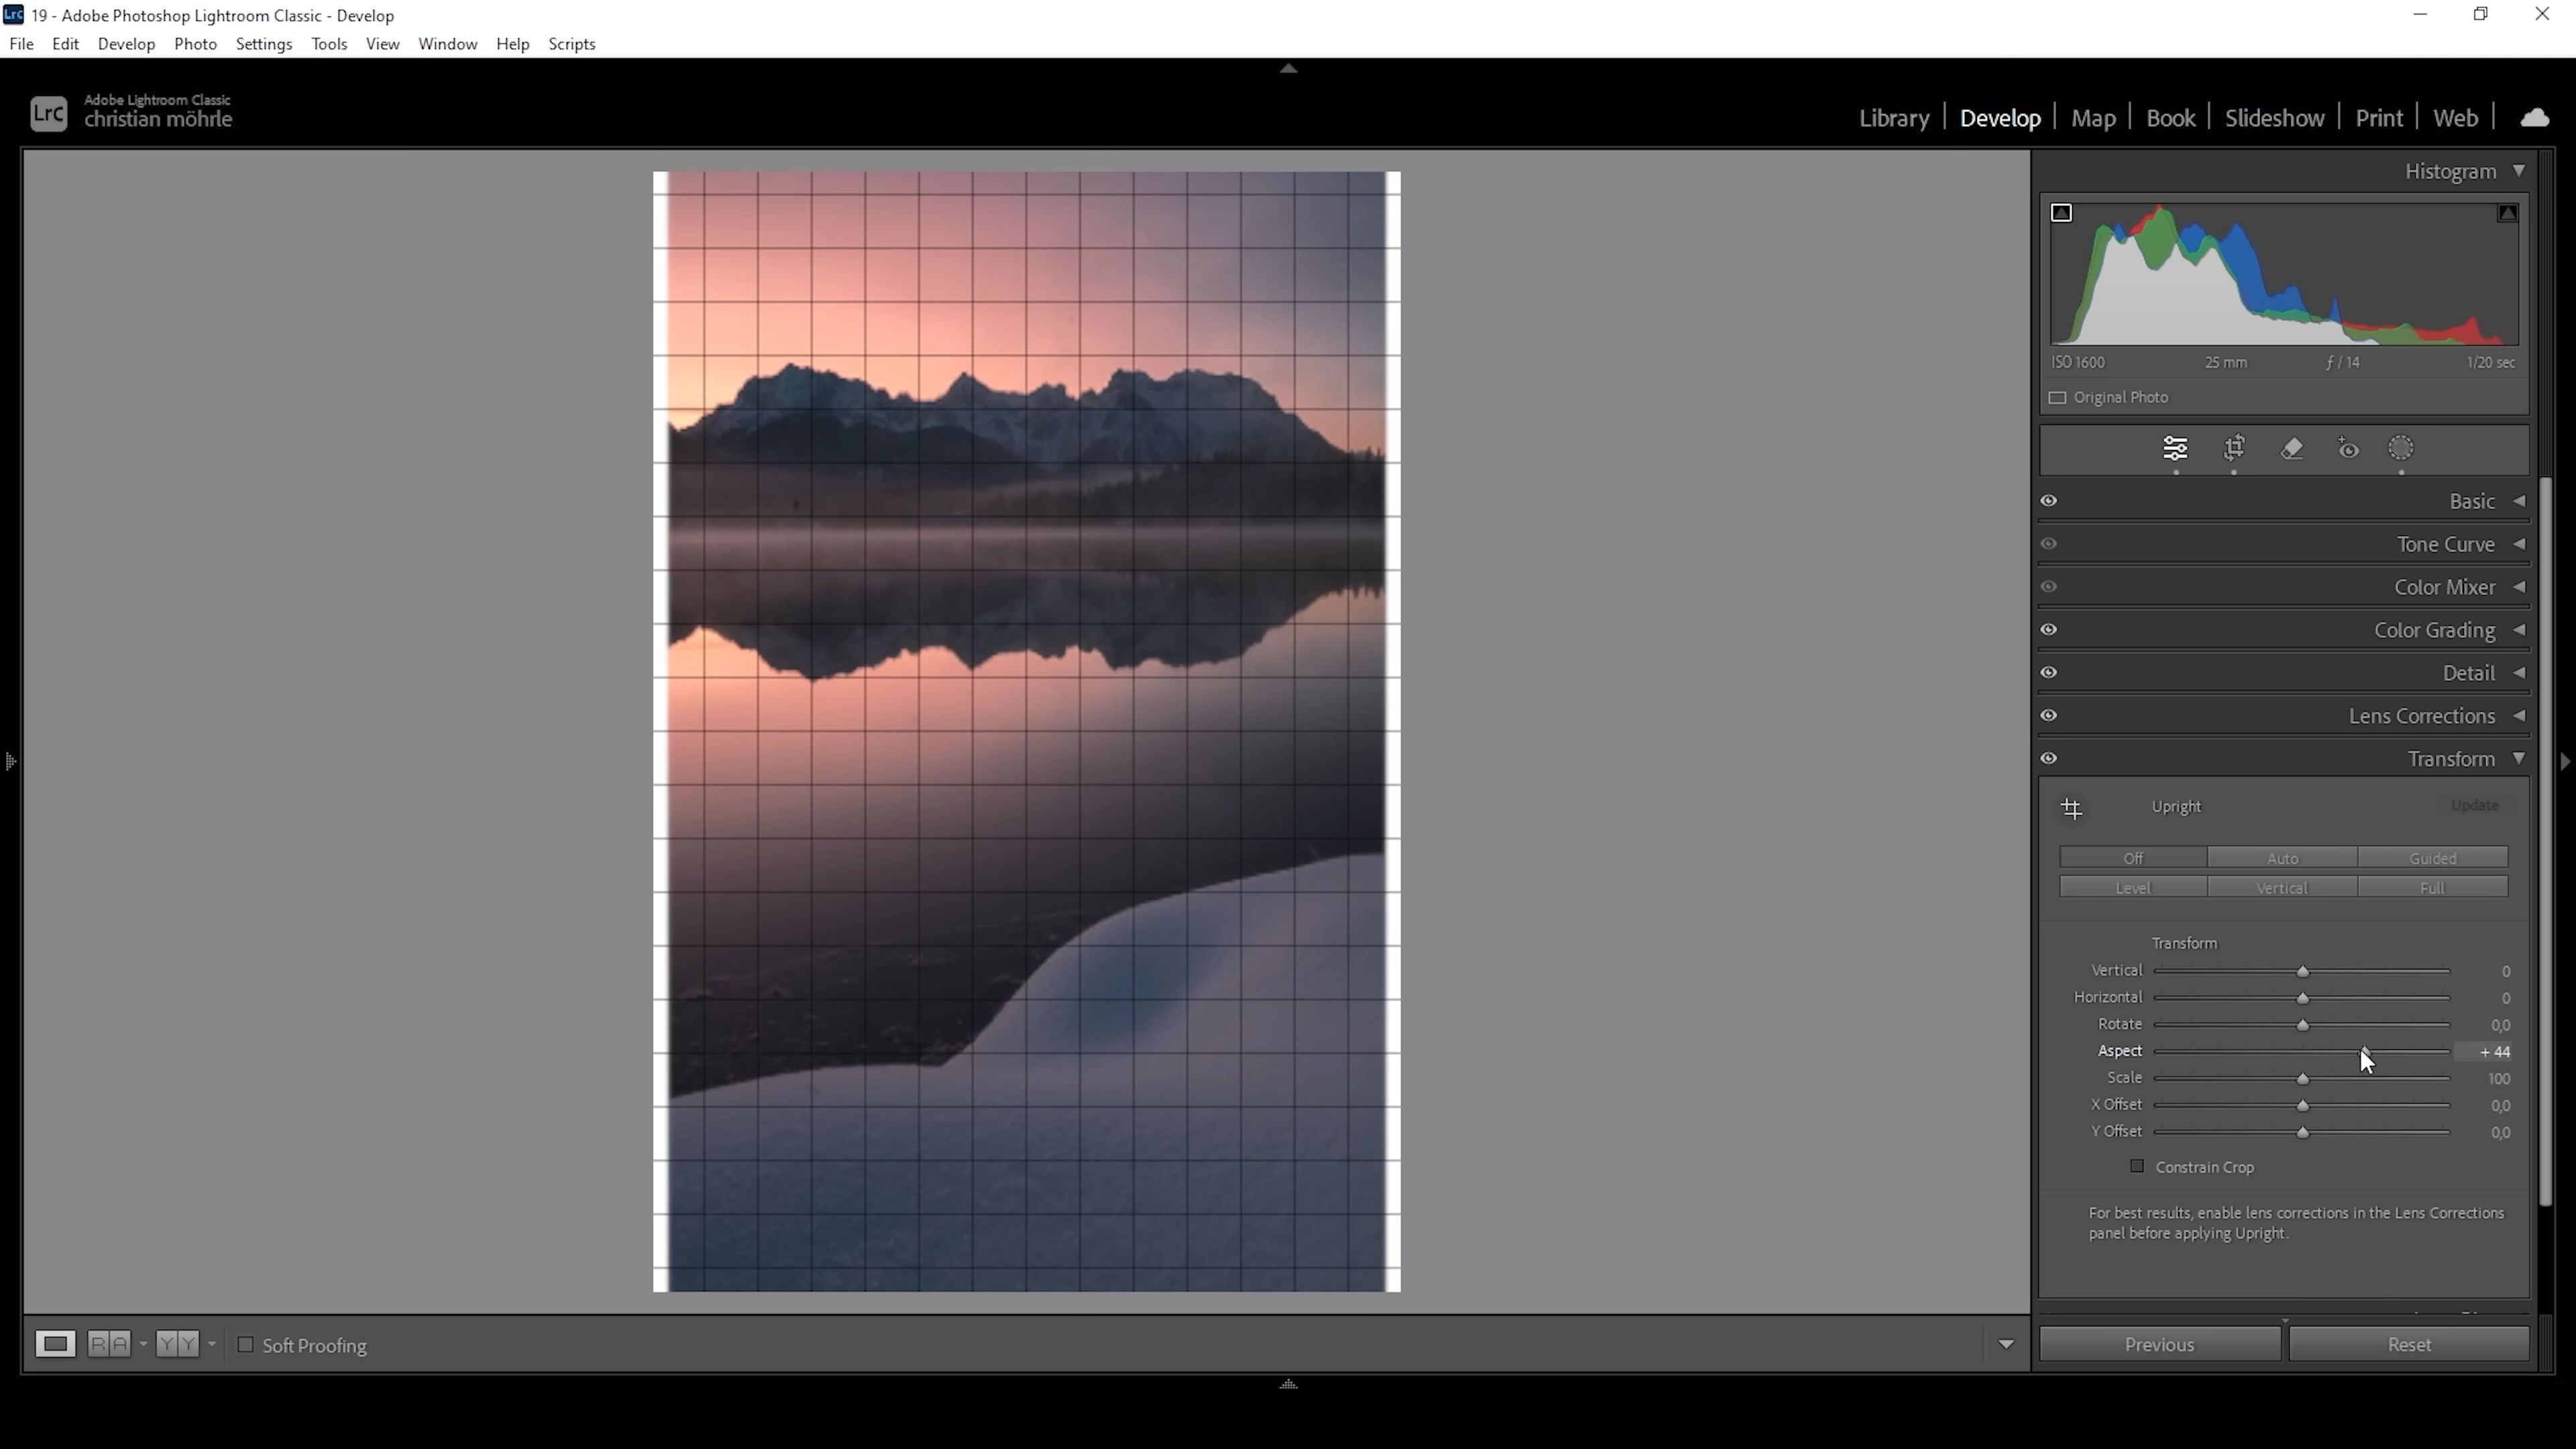 Lrc 19 - Adobe Photoshop Lightroom Classic - Develop
File Edit Develop Photo Settings Tools View Window Help Scripts
Lrc Adobe Lightroom Classic
christian möhrle
Library | Develop | Map | Book | Slideshow | Print | Web |
Histogram
ISO 1600 25 mm ƒ / 14 1/20 sec
Original Photo
Basic
Tone Curve
Color Mixer
Color Grading
Detail
Lens Corrections
Transform
Upright Update
Off Auto Guided
Level Vertical Full
Transform
Vertical 0
Horizontal 0
Rotate 0,0
Aspect + 44
Scale 100
X Offset 0,0
Y Offset 0,0
Constrain Crop
For best results, enable lens corrections in the Lens Corrections
panel before applying Upright.
R A Y Y Soft Proofing
Previous Reset